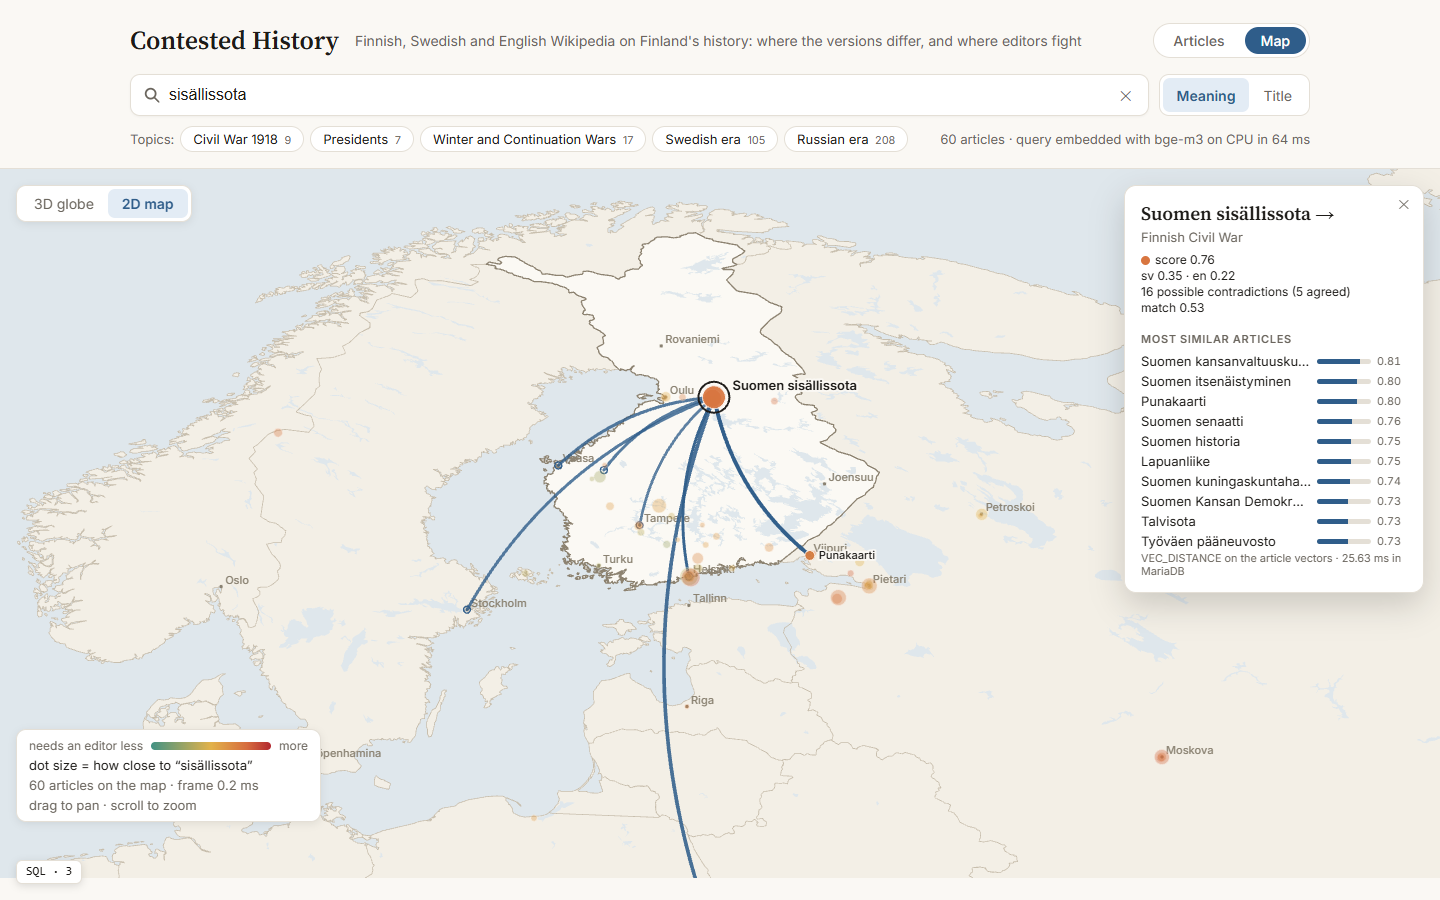 Contested History
Finnish, Swedish and English Wikipedia on Finland's history: where the versions differ, and where editors fight
Articles
Map
sisällissota
Meaning
Title
Topics:
Civil War 1918 9
Presidents 7
Winter and Continuation Wars 17
Swedish era 105
Russian era 208
60 articles · query embedded with bge-m3 on CPU in 64 ms
3D globe
2D map
Suomen sisällissota →
Finnish Civil War
score 0.76
sv 0.35 · en 0.22
16 possible contradictions (5 agreed)
match 0.53
MOST SIMILAR ARTICLES
Suomen kansanvaltuusku... 0.81
Suomen itsenäistyminen 0.80
Punakaarti 0.80
Suomen senaatti 0.76
Suomen historia 0.75
Lapuanliike 0.75
Suomen kuningaskuntaha... 0.74
Suomen Kansan Demokr... 0.73
Talvisota 0.73
Työväen pääneuvosto 0.73
VEC_DISTANCE on the article vectors · 25.63 ms in
MariaDB
Rovaniemi
Oulu
Suomen sisällissota
Vaasa
Joensuu
Petroskoi
Tampere
Viipuri
Punakaarti
Turku
Helsinki
Pietari
Oslo
Stockholm
Tallinn
Riga
Moskova
openhamina
needs an editor less
more
dot size = how close to “sisällissota”
60 articles on the map · frame 0.2 ms
drag to pan · scroll to zoom
SQL · 3